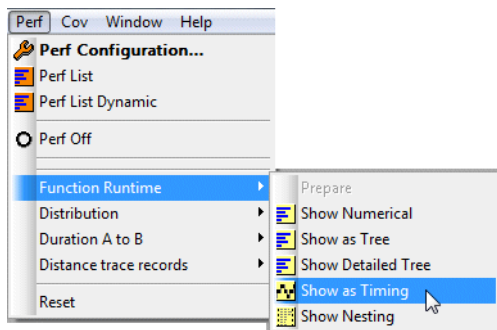 Perf Cov Window Help
Perf Configuration...
Perf List
Perf List Dynamic
Perf Off
Function Runtime
Distribution
Duration A to B
Distance trace records
Reset
Prepare
Show Numerical
Show as Tree
Show Detailed Tree
Show as Timing
Show Nesting